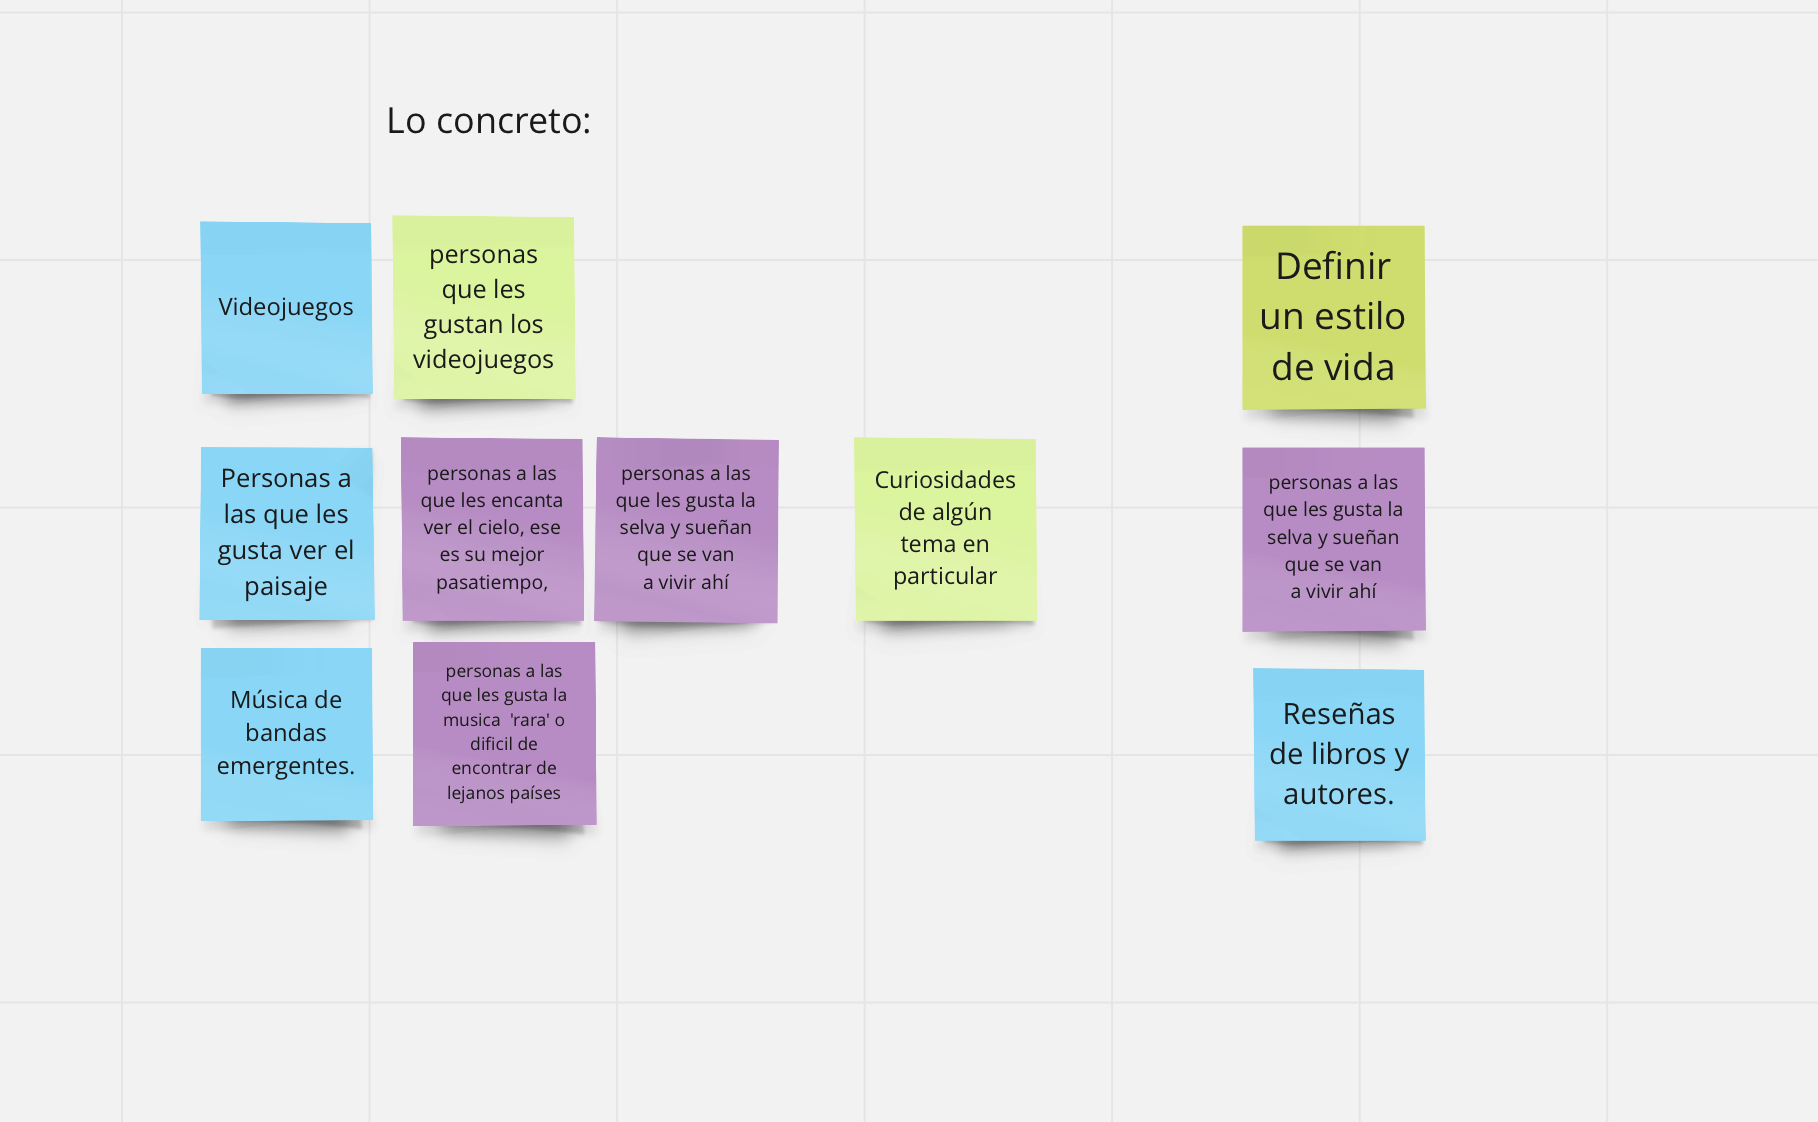 Lo concreto:
Videojuegos
personas
que les
gustan los
videojuegos
Definir
un estilo
de vida
Personas a
las que les
gusta ver el
paisaje
personas a las
que les encanta
ver el cielo, ese
es su mejor
pasatiempo,
personas a las
que les gusta la
selva y sueñan
que se van
a vivir ahí
Curiosidades
de algún
tema en
particular
personas a las
que les gusta la
selva y sueñan
que se van
a vivir ahí
Música de
bandas
emergentes.
personas a las
que les gusta la
musica  'rara' o
dificil de
encontrar de
lejanos países
Reseñas
de libros y
autores.